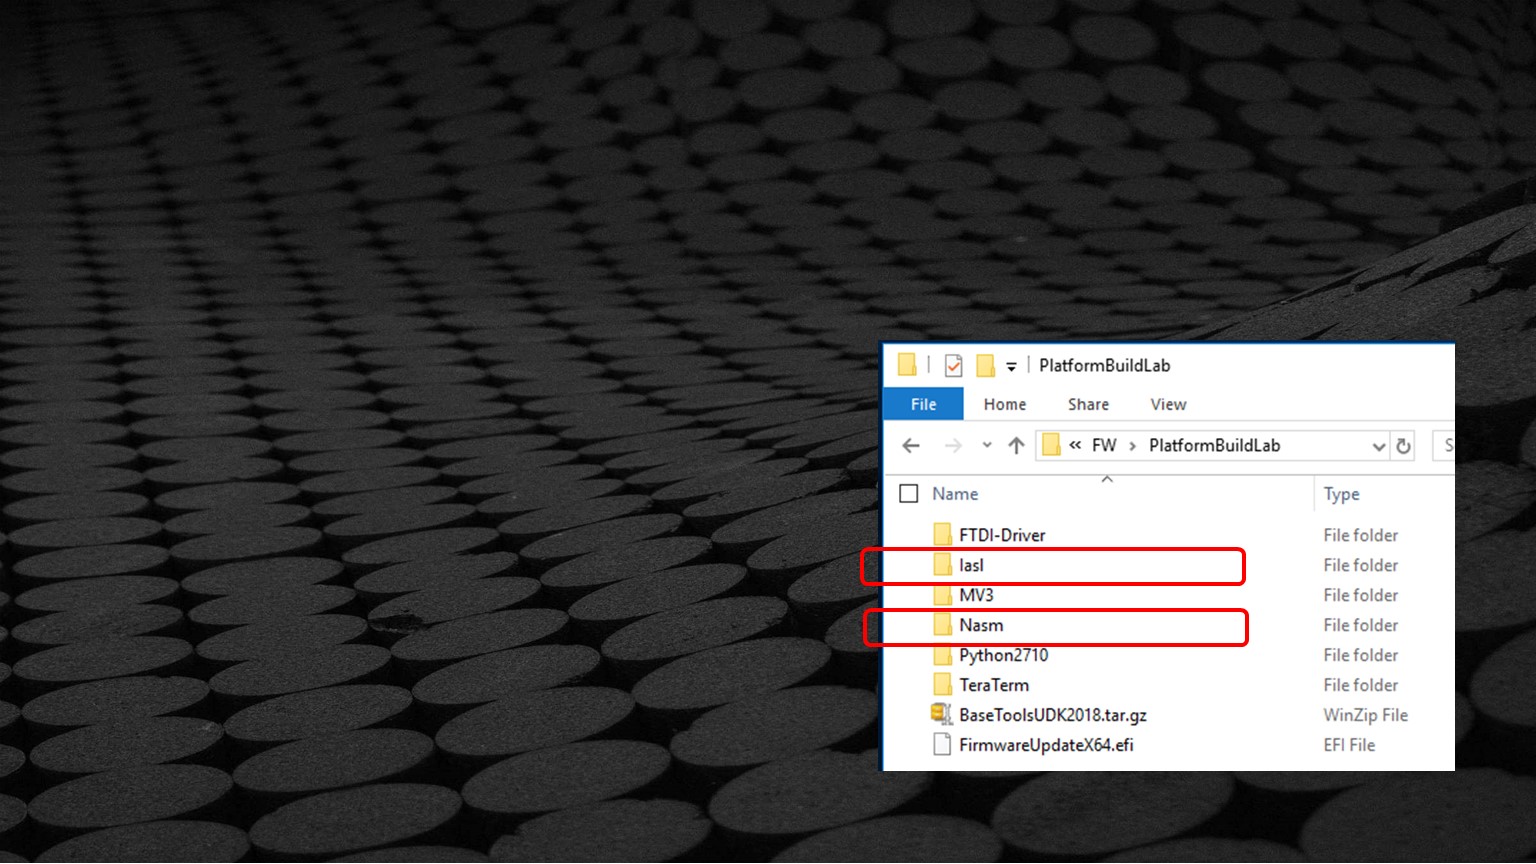 PlatformBuildLab
File Home Share View
« FW > PlatformBuildLab S
Name Type
FTDI-Driver File folder
Iasl File folder
MV3 File folder
Nasm File folder
Python2710 File folder
TeraTerm File folder
BaseToolsUDK2018.tar.gz WinZip File
FirmwareUpdateX64.efi EFI File